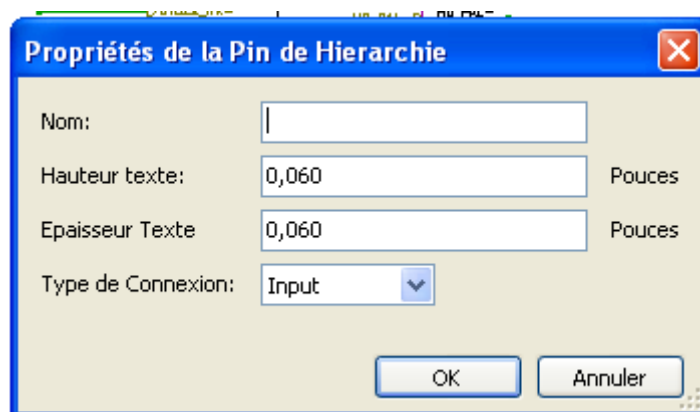 Propriétés de la Pin de Hierarchie
Nom:
Hauteur texte: 0,060 Pouces
Epaisseur Texte 0,060 Pouces
Type de Connexion: Input
OK Annuler